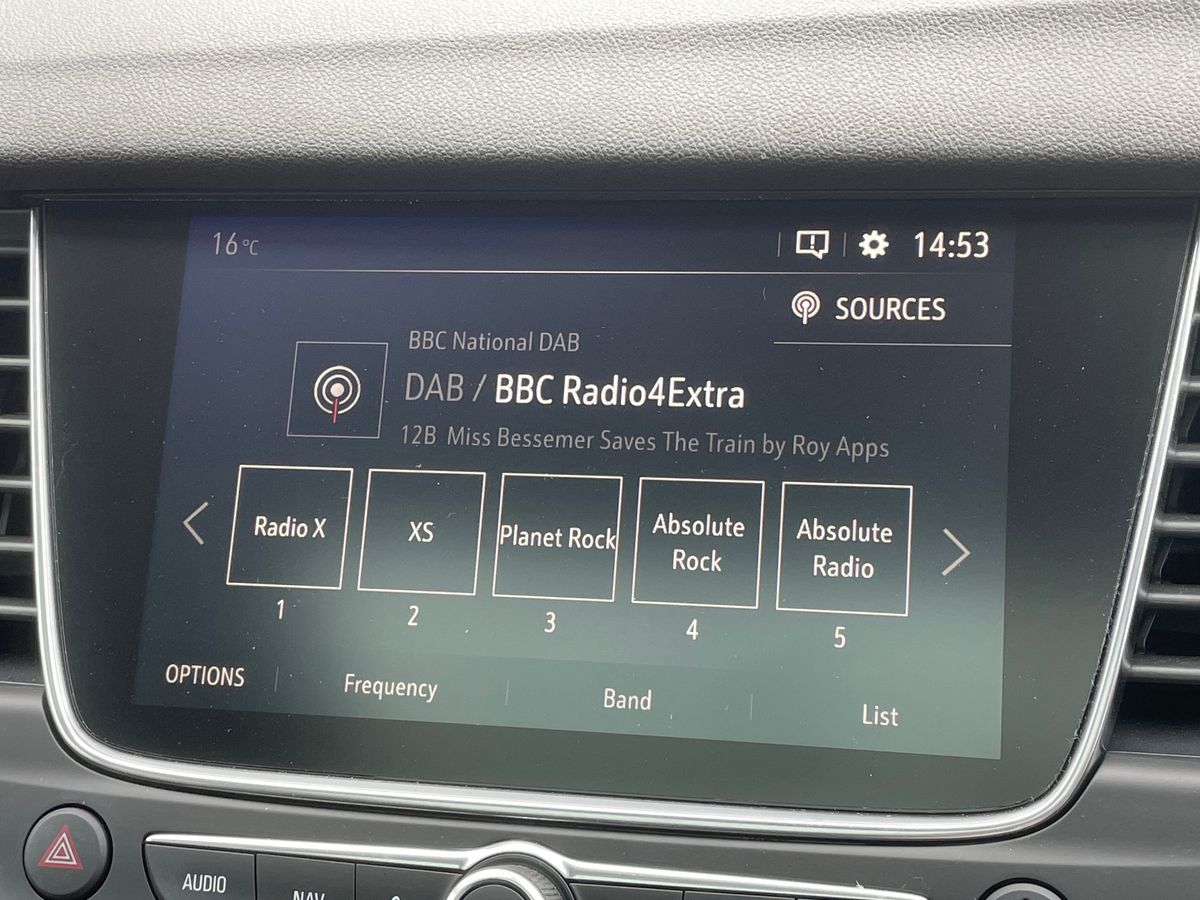 16°C
14:53
SOURCES
BBC National DAB
DAB / BBC Radio4Extra
12B Miss Bessemer Saves The Train by Roy Apps
Radio X
XS
Planet Rock
Absolute
Rock
Absolute
Radio
1
2
3
4
5
OPTIONS
Frequency
Band
List
AUDIO
NAV